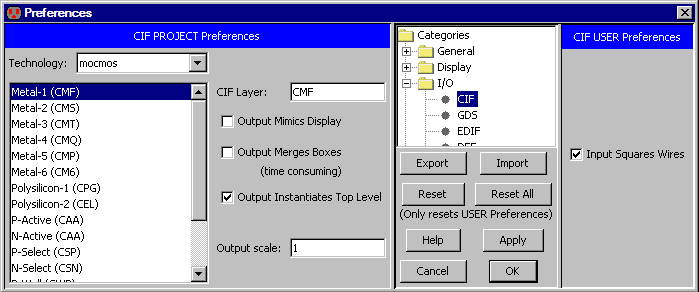 Preferences
CIF PROJECT Preferences
Technology: mocmos
Metal-1 (CMF)
Metal-2 (CMS)
Metal-3 (CMT)
Metal-4 (CMQ)
Metal-5 (CMP)
Metal-6 (CM6)
Polysilicon-1 (CPG)
Polysilicon-2 (CEL)
P-Active (CAA)
N-Active (CAA)
P-Select (CSP)
N-Select (CSN)
P-Well (CWP)
CIF Layer: CMF
Output Mimics Display
Output Merges Boxes
(time consuming)
Output Instantiates Top Level
Output scale: 1
Categories
General
Display
I/O
CIF
GDS
EDIF
DEF
Export Import
Reset Reset All
(Only resets USER Preferences)
Help Apply
Cancel OK
CIF USER Preferences
Input Squares Wires